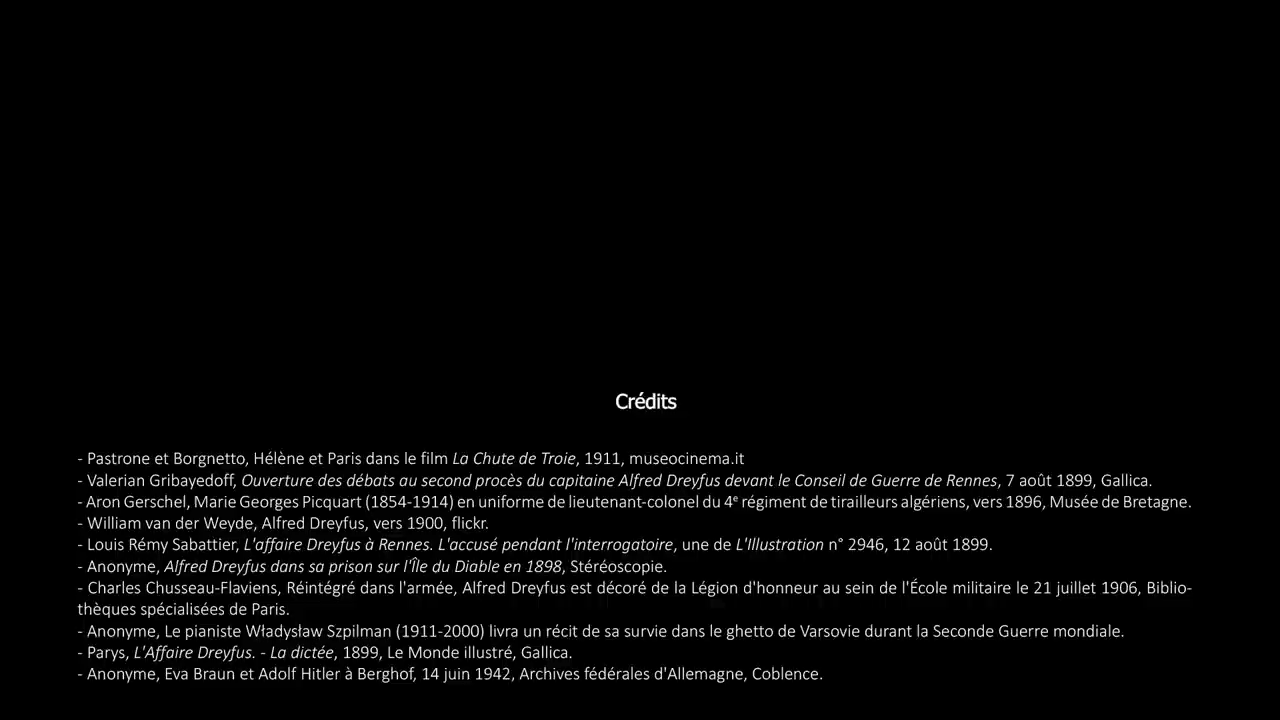 Crédits
- Pastrone et Borgnetto, Hélène et Paris dans le film La Chute de Troie, 1911, museocinema.it
- Valerian Gribayedoff, Ouverture des débats au second procès du capitaine Alfred Dreyfus devant le Conseil de Guerre de Rennes, 7 août 1899, Gallica.
- Aron Gerschel, Marie Georges Picquart (1854-1914) en uniforme de lieutenant-colonel du 4ᵉ régiment de tirailleurs algériens, vers 1896, Musée de Bretagne.
- William van der Weyde, Alfred Dreyfus, vers 1900, flickr.
- Louis Rémy Sabattier, L'affaire Dreyfus à Rennes. L'accusé pendant l'interrogatoire, une de L'Illustration n° 2946, 12 août 1899.
- Anonyme, Alfred Dreyfus dans sa prison sur l'Île du Diable en 1898, Stéréoscopie.
- Charles Chusseau-Flaviens, Réintégré dans l'armée, Alfred Dreyfus est décoré de la Légion d'honneur au sein de l'École militaire le 21 juillet 1906, Biblio-
thèques spécialisées de Paris.
- Anonyme, Le pianiste Władysław Szpilman (1911-2000) livra un récit de sa survie dans le ghetto de Varsovie durant la Seconde Guerre mondiale.
- Parys, L'Affaire Dreyfus. - La dictée, 1899, Le Monde illustré, Gallica.
- Anonyme, Eva Braun et Adolf Hitler à Berghof, 14 juin 1942, Archives fédérales d'Allemagne, Coblence.